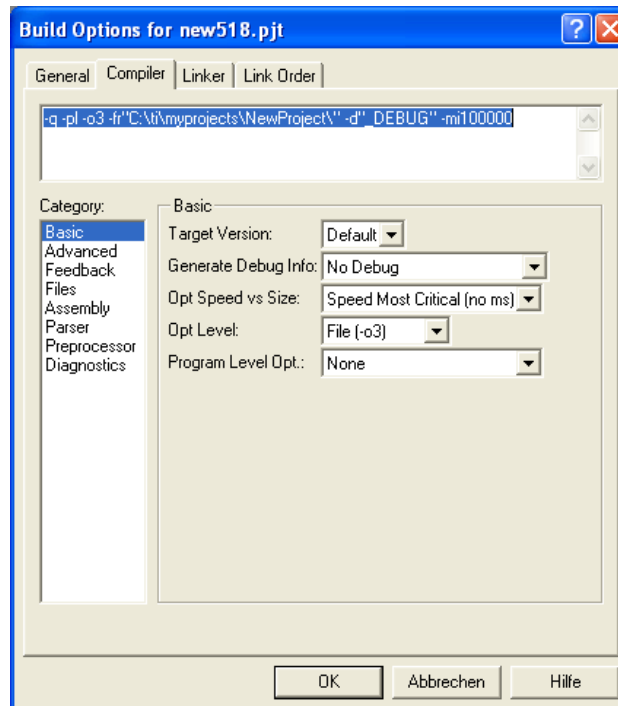 Build Options for new518.pjt
General Compiler Linker Link Order
-q -pl -o3 -fr"C:\ti\myprojects\NewProject\" -d"_DEBUG" -mi100000
Category:
Basic
Advanced
Feedback
Files
Assembly
Parser
Preprocessor
Diagnostics
Basic
Target Version: Default
Generate Debug Info: No Debug
Opt Speed vs Size: Speed Most Critical (no ms)
Opt Level: File (-o3)
Program Level Opt.: None
OK Abbrechen Hilfe